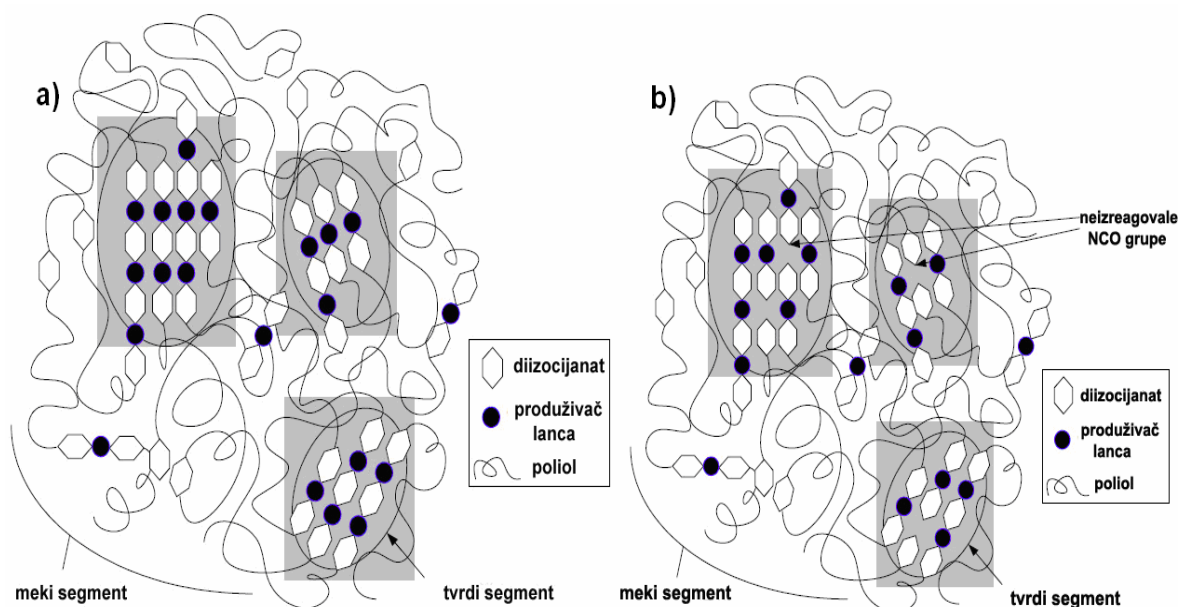 a)
diizocijanat
produživač
lanca
poliol
meki segment
tvrdi segment
b)
neizreagovale
NCO grupe
diizocijanat
produživač
lanca
poliol
meki segment
tvrdi segment